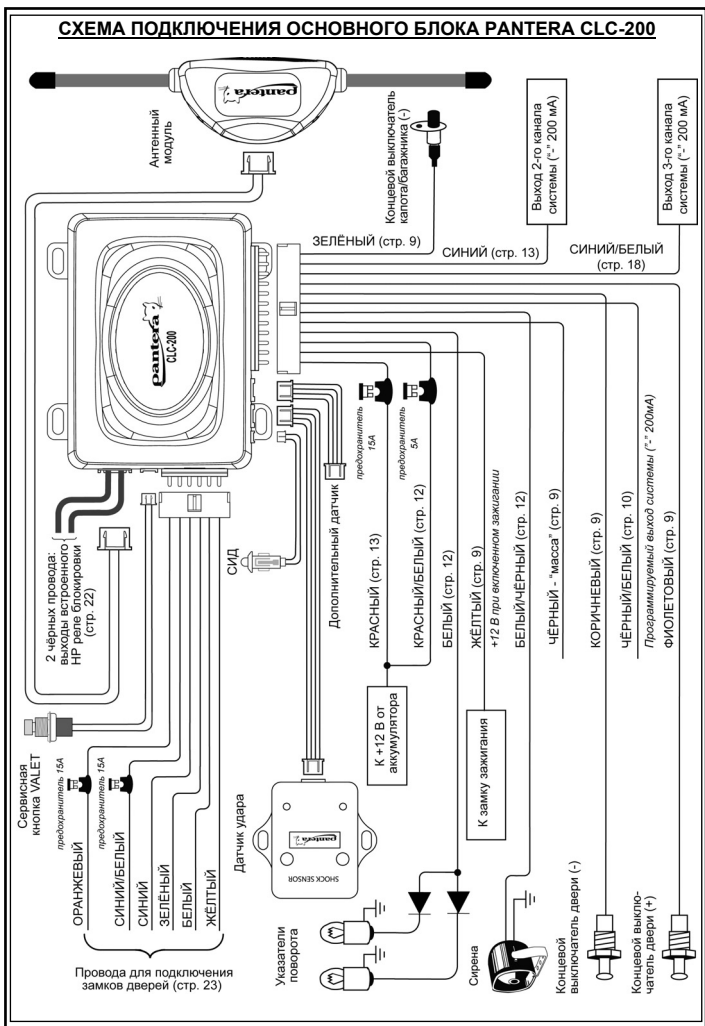 СХЕМА ПОДКЛЮЧЕНИЯ ОСНОВНОГО БЛОКА PANTERA CLC-200
pantera
Антенный
модуль
Концевой выключатель
капота/багажника (-)
Выход 2-го канала
системы ("-" 200 мА)
Выход 3-го канала
системы ("-" 200 мА)
ЗЕЛЁНЫЙ (стр. 9)
СИНИЙ (стр. 13)
СИНИЙ/БЕЛЫЙ
(стр. 18)
pantera
CLC-200
2 чёрных провода:
выходы встроенного
НР реле блокировки
(стр. 22)
СИД
Дополнительный датчик
предохранитель
15А
предохранитель
5А
КРАСНЫЙ (стр. 13)
КРАСНЫЙ/БЕЛЫЙ (стр. 12)
БЕЛЫЙ (стр. 12)
ЖЁЛТЫЙ (стр. 9)
+12 В при включенном зажигании
БЕЛЫЙ/ЧЁРНЫЙ (стр. 12)
ЧЁРНЫЙ - "масса" (стр. 9)
КОРИЧНЕВЫЙ (стр. 9)
ЧЁРНЫЙ/БЕЛЫЙ (стр. 10)
Программируемый выход системы ("-" 200мА)
ФИОЛЕТОВЫЙ (стр. 9)
Сервисная
кнопка VALET
предохранитель 15А
предохранитель 15А
ОРАНЖЕВЫЙ
СИНИЙ/БЕЛЫЙ
СИНИЙ
ЗЕЛЁНЫЙ
БЕЛЫЙ
ЖЁЛТЫЙ
Провода для подключения
замков дверей (стр. 23)
Датчик удара
pantera
SHOCK SENSOR
К +12 В от
аккумулятора
К замку зажигания
Указатели
поворота
Сирена
Концевой
выключатель двери (-)
Концевой выклю-
чатель двери (+)